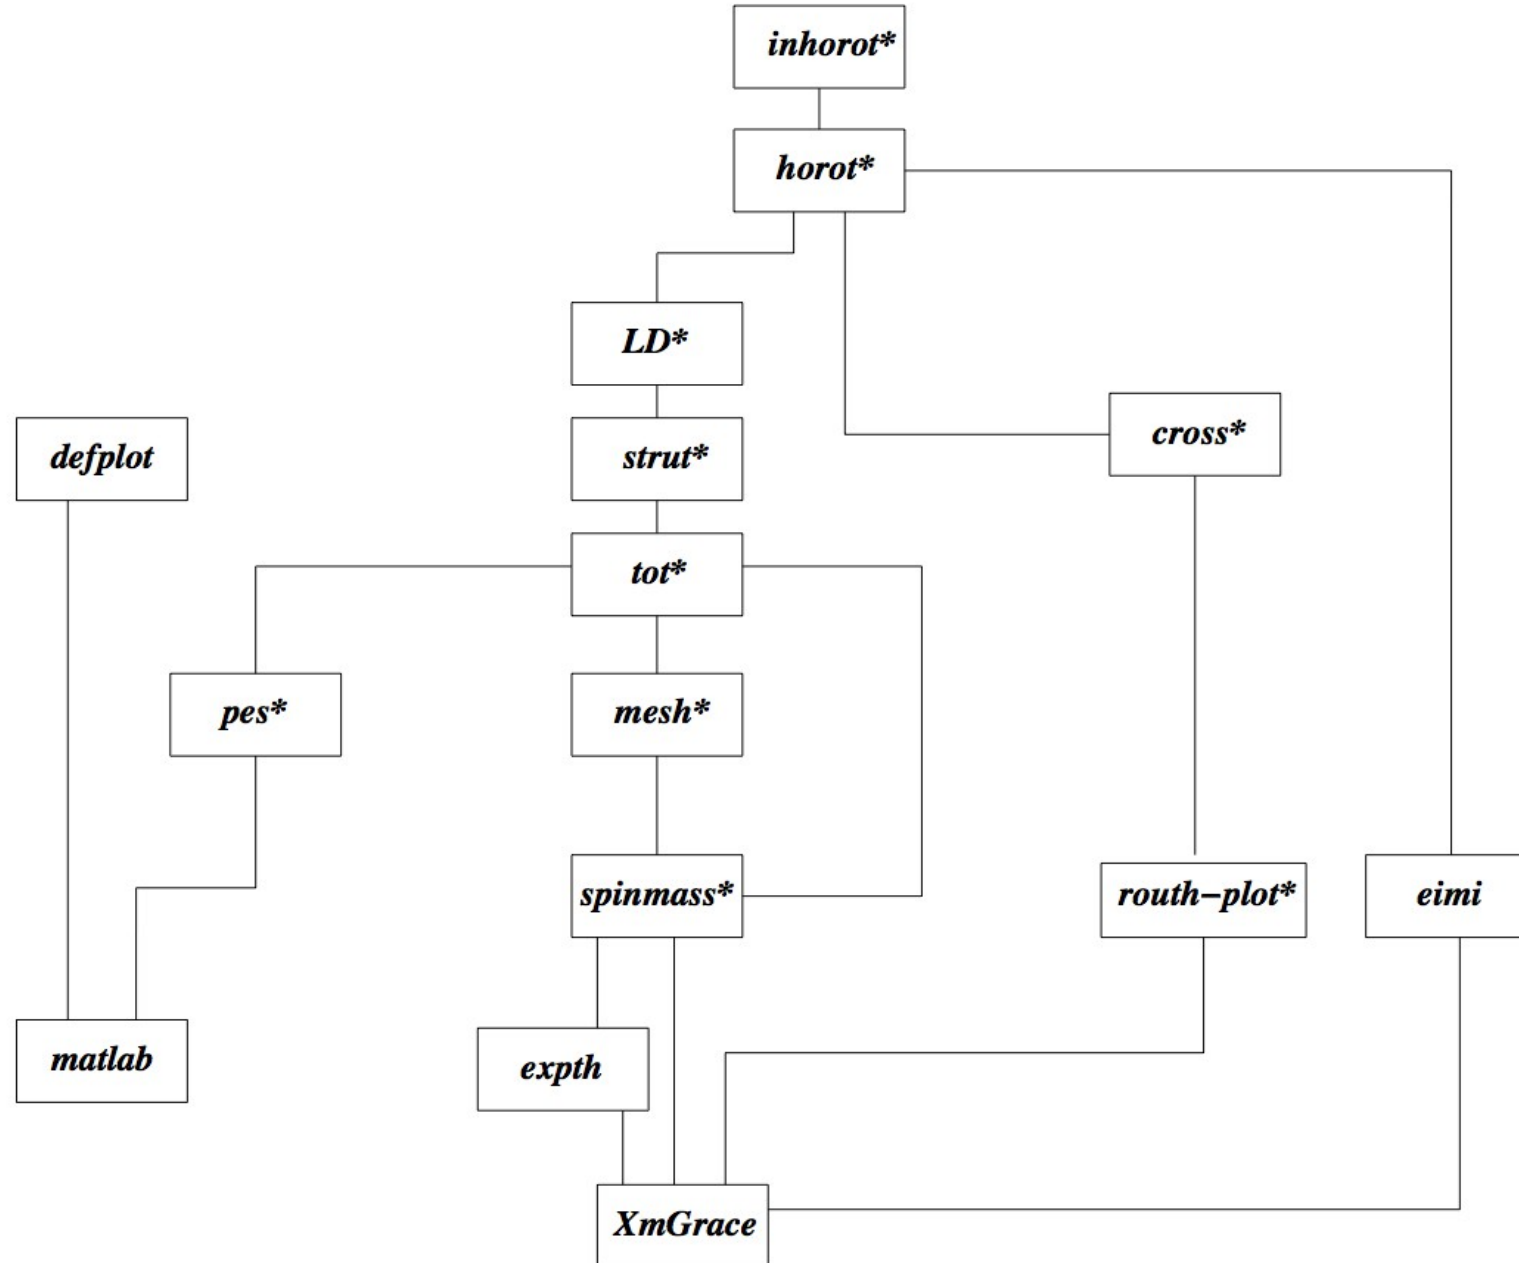 inhorot*
horot*
LD*
cross*
defplot
strut*
tot*
pes*
mesh*
spinmass*
routh−plot*
eimi
matlab
expth
XmGrace